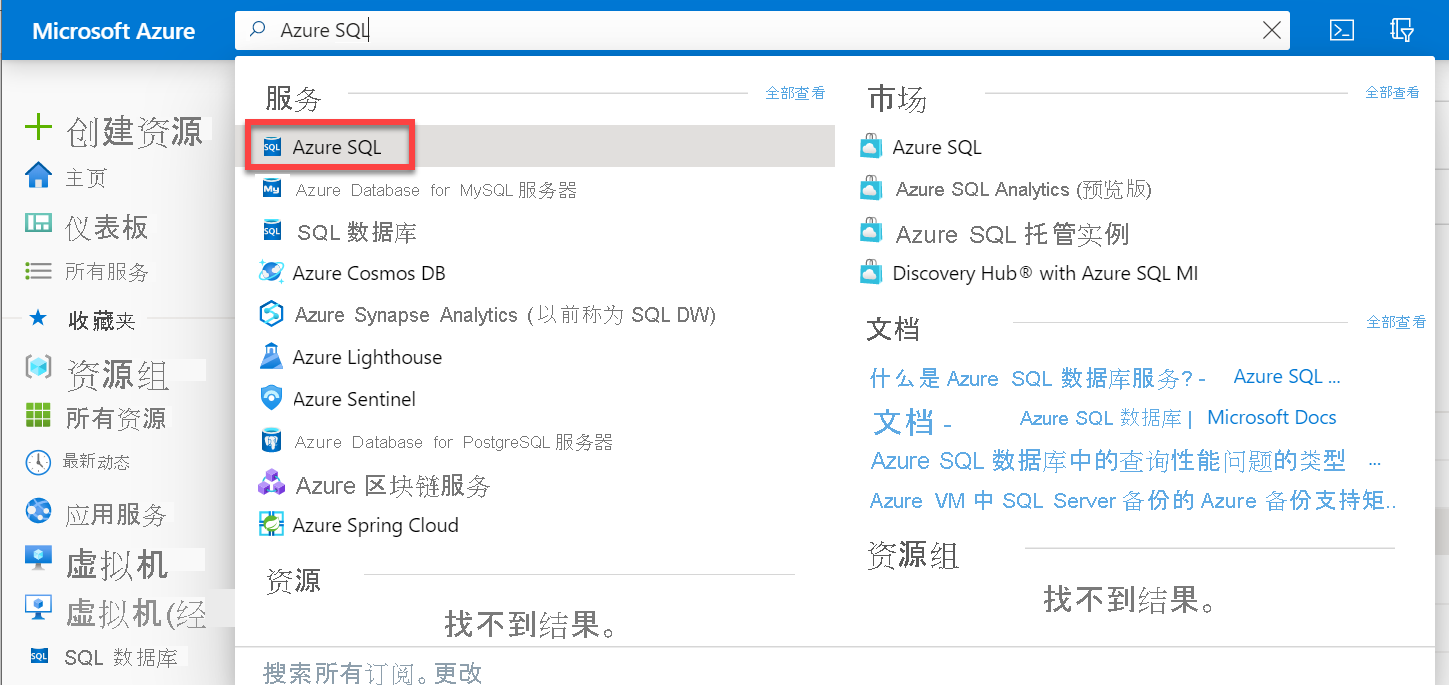 Microsoft Azure
Azure SQL
创建资源
主页
仪表板
所有服务
收藏夹
资源组
所有资源
最新动态
应用服务
虚拟机
虚拟机(经
SQL 数据库
服务 全部查看
Azure SQL
Azure Database for MySQL 服务器
SQL 数据库
Azure Cosmos DB
Azure Synapse Analytics (以前称为 SQL DW)
Azure Lighthouse
Azure Sentinel
Azure Database for PostgreSQL 服务器
Azure 区块链服务
Azure Spring Cloud
资源
找不到结果。
市场 全部查看
Azure SQL
Azure SQL Analytics (预览版)
Azure SQL 托管实例
Discovery Hub® with Azure SQL MI
文档 全部查看
什么是 Azure SQL 数据库服务? - Azure SQL ...
文档 - Azure SQL 数据库 | Microsoft Docs
Azure SQL 数据库中的查询性能问题的类型 ...
Azure VM 中 SQL Server 备份的 Azure 备份支持矩..
资源组
找不到结果。
搜索所有订阅。更改
SQL
My
SQL
SQL